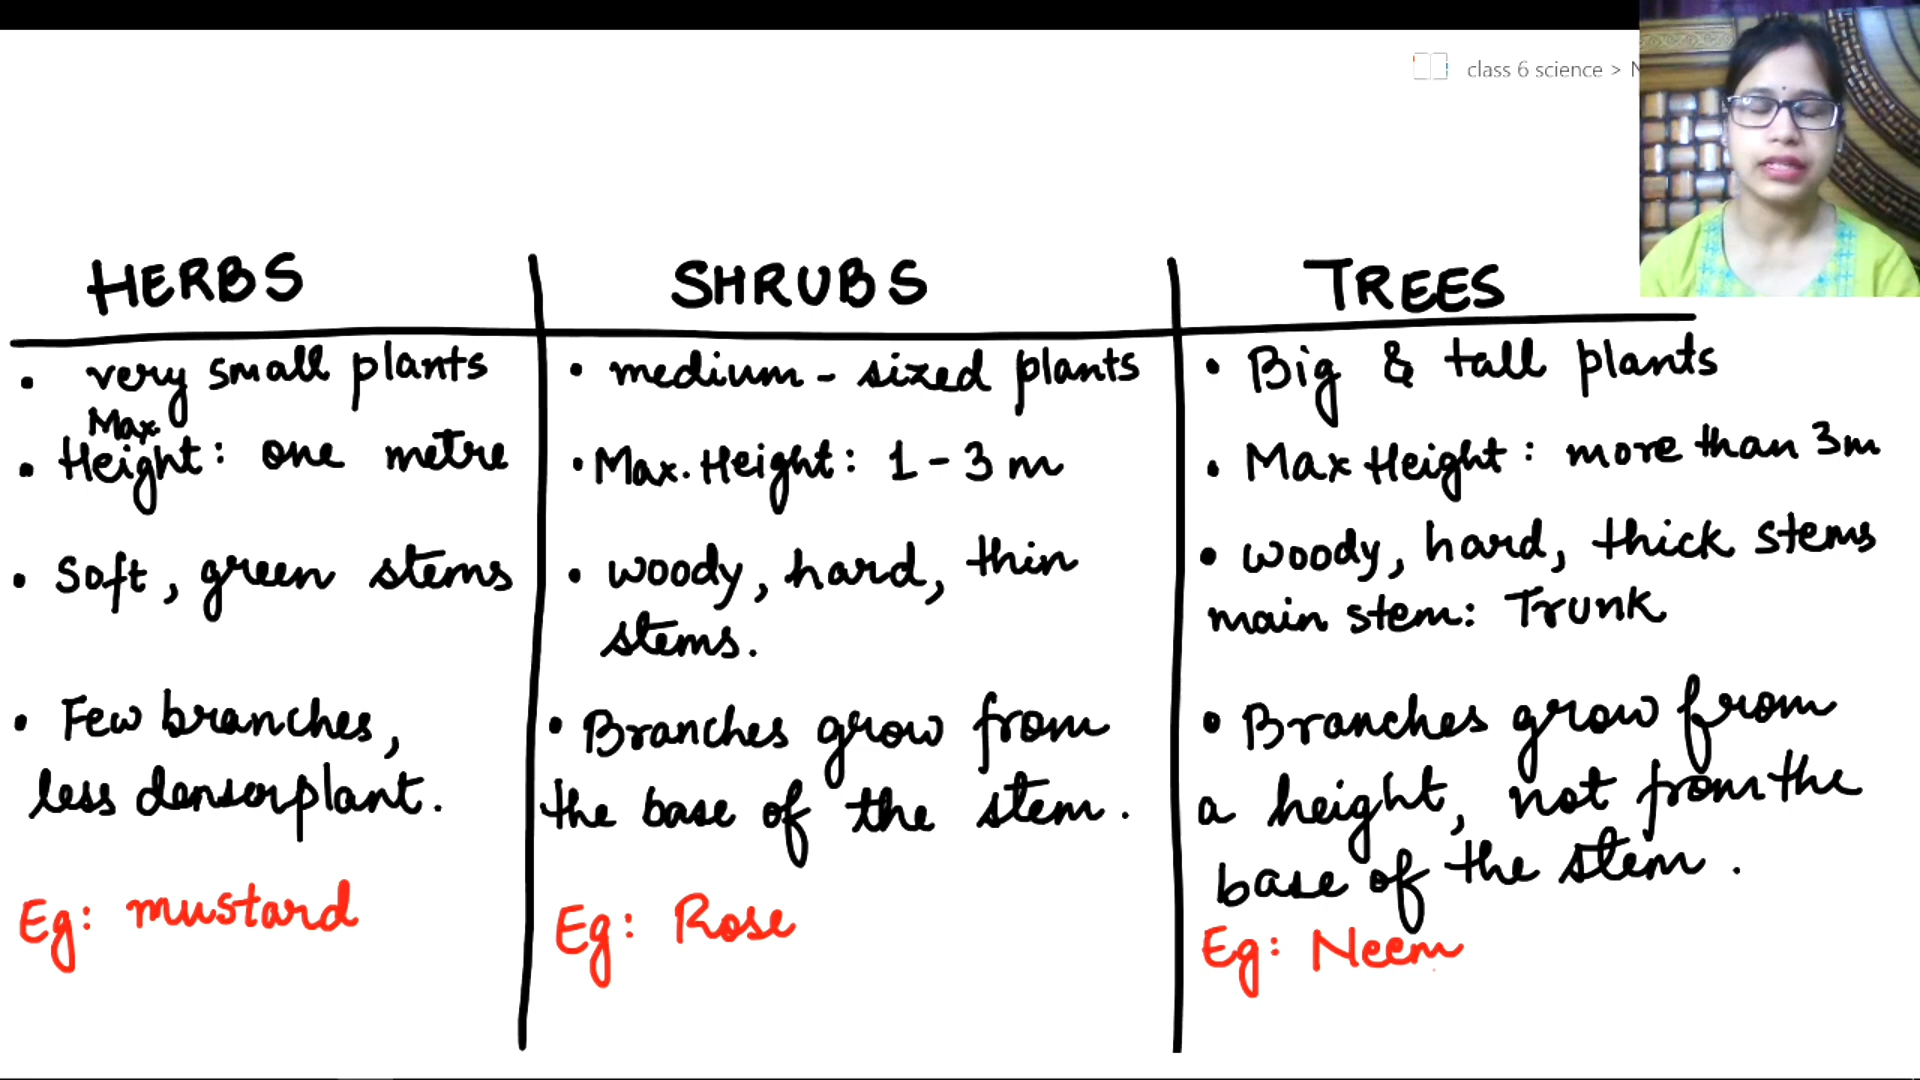 class 6 science > N
HERBS
• very small plants
Max.
• Height: one metre
• Soft, green stems
• Few branches,
less denser plant.
Eg: mustard
SHRUBS
• medium-sized plants
• Max. Height: 1-3 m
• woody, hard, thin
stems.
• Branches grow from
the base of the stem.
Eg: Rose
TREES
• Big & tall plants
• Max Height: more than 3m
• woody, hard, thick stems
main stem: Trunk
• Branches grow from
a height, not from the
base of the stem.
Eg: Neem